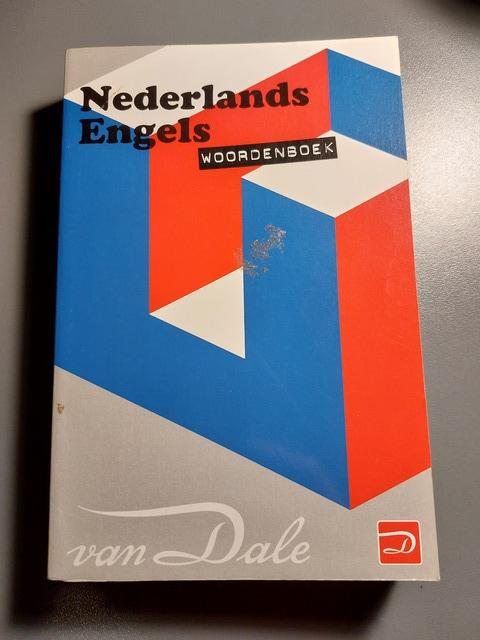 Nederlands
Engels
WOORDENBOEK
van Dale
D